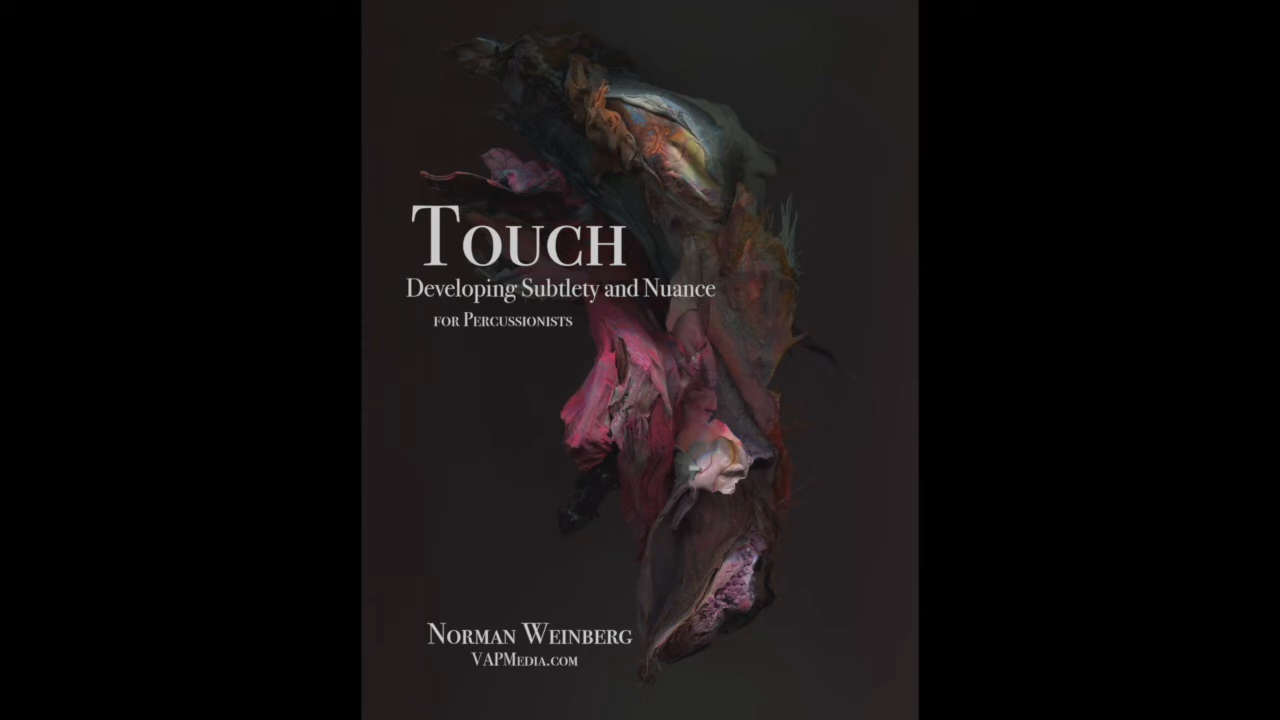 Touch
Developing Subtlety and Nuance
for Percussionists
Norman Weinberg
VAPMedia.com